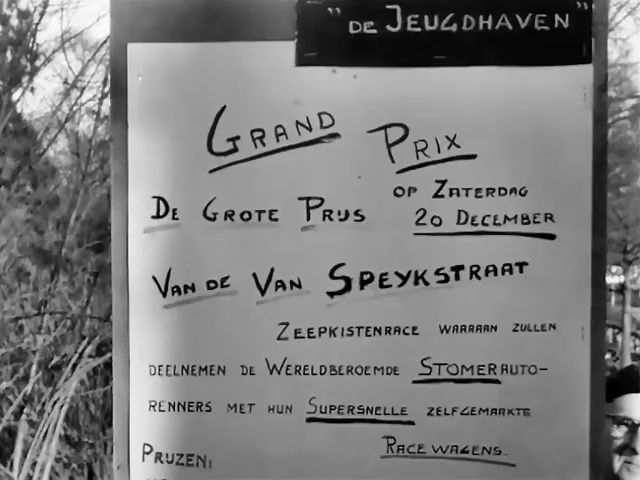 "DE JEUGDHAVEN"
GRAND PRIX
OP ZATERDAG
DE GROTE PRIJS 20 DECEMBER
VAN DE VAN SPEYKSTRAAT
ZEEPKISTENRACE WARAAN ZULLEN
DEELNEMEN DE WERELDBEROEMDE STOMERAUTO-
RENNERS MET HUN SUPERSNELLE ZELFGEMAAKTE
RACE WAGENS.
PRIJZEN: